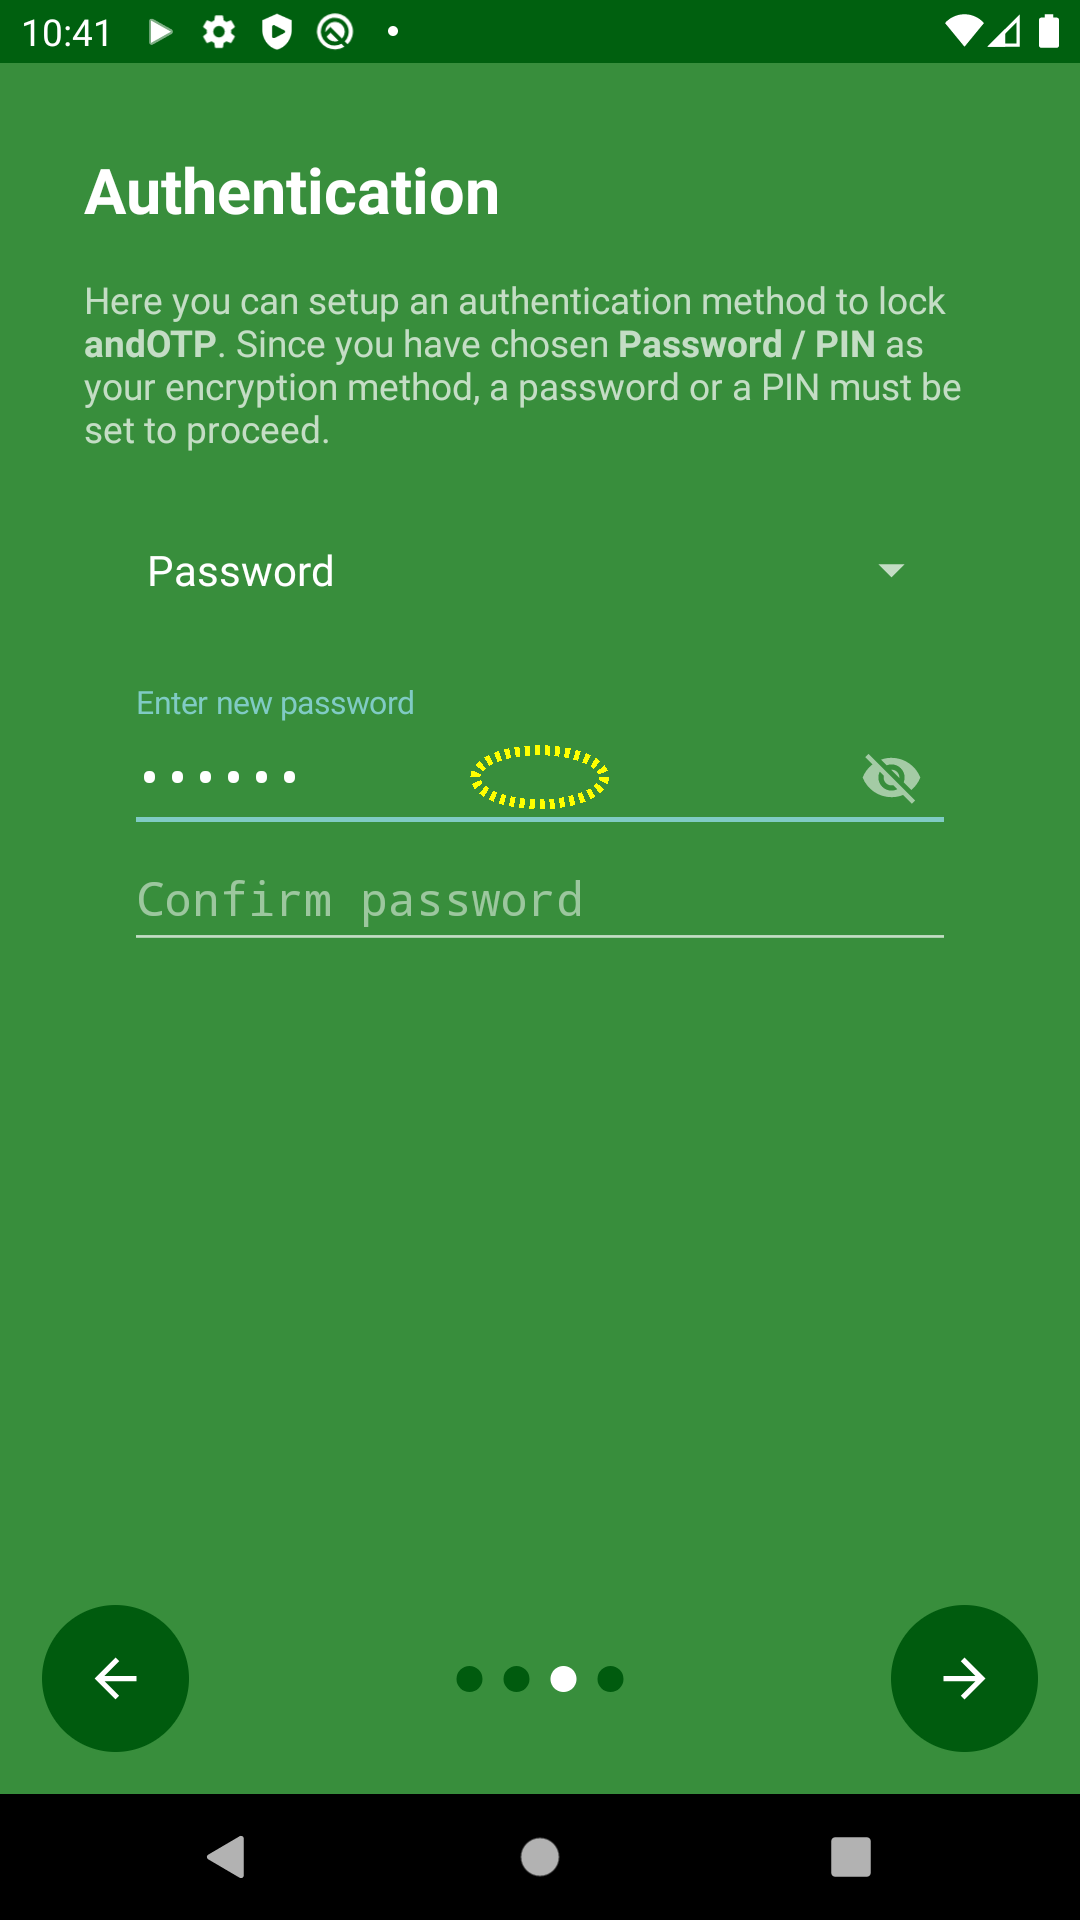 10:41
Authentication
Here you can setup an authentication method to lock
andOTP. Since you have chosen Password / PIN as
your encryption method, a password or a PIN must be
set to proceed.
Password
Enter new password
••••••
Confirm password